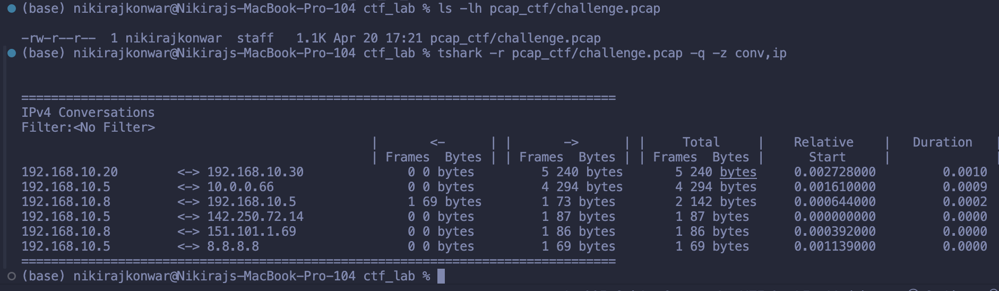 (base) nikirajkonwar@Nikirajs-MacBook-Pro-104 ctf_lab % ls -lh pcap_ctf/challenge.pcap
-rw-r--r--  1 nikirajkonwar  staff   1.1K Apr 20 17:21 pcap_ctf/challenge.pcap
(base) nikirajkonwar@Nikirajs-MacBook-Pro-104 ctf_lab % tshark -r pcap_ctf/challenge.pcap -q -z conv,ip
================================================================================
IPv4 Conversations
Filter:<No Filter>
                                               |       <-      | |       ->      | |     Total     |    Relative    |   Duration   |
                                               | Frames  Bytes | | Frames  Bytes | | Frames  Bytes |      Start     |              |
192.168.10.20        <-> 192.168.10.30              0 0 bytes         5 240 bytes       5 240 bytes     0.002728000         0.0010
192.168.10.5         <-> 10.0.0.66                  0 0 bytes         4 294 bytes       4 294 bytes     0.001610000         0.0009
192.168.10.8         <-> 192.168.10.5               1 69 bytes        1 73 bytes        2 142 bytes     0.000644000         0.0002
192.168.10.5         <-> 142.250.72.14              0 0 bytes         1 87 bytes        1 87 bytes      0.000000000         0.0000
192.168.10.8         <-> 151.101.1.69               0 0 bytes         1 86 bytes        1 86 bytes      0.000392000         0.0000
192.168.10.5         <-> 8.8.8.8                    0 0 bytes         1 69 bytes        1 69 bytes      0.001139000         0.0000
================================================================================
(base) nikirajkonwar@Nikirajs-MacBook-Pro-104 ctf_lab %